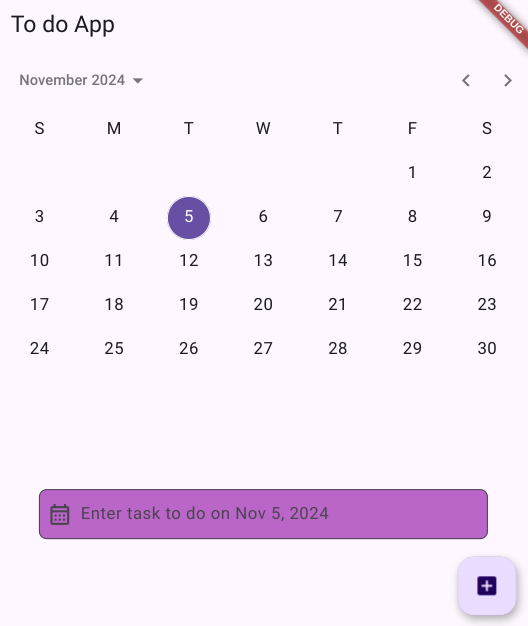 To do App
DEBUG
November 2024
S M T W T F S
1 2
3 4 5 6 7 8 9
10 11 12 13 14 15 16
17 18 19 20 21 22 23
24 25 26 27 28 29 30
Enter task to do on Nov 5, 2024